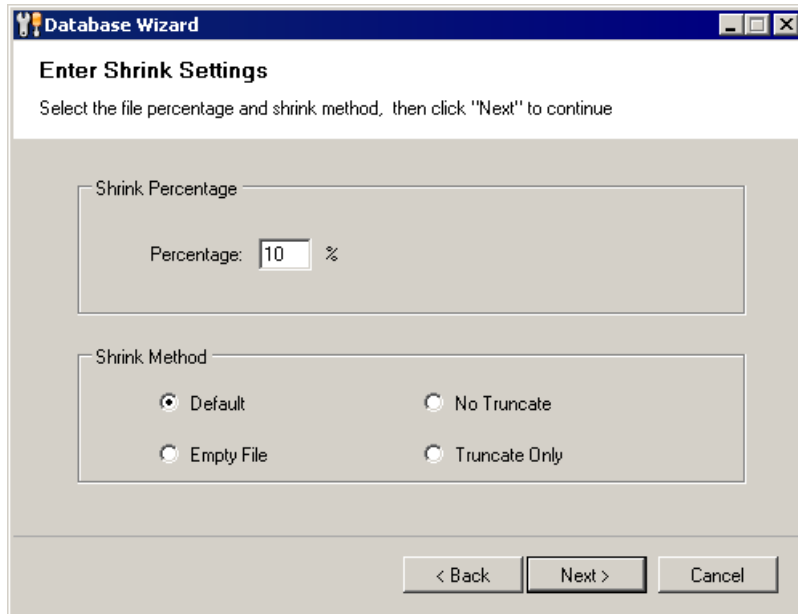 Database Wizard
Enter Shrink Settings
Select the file percentage and shrink method, then click "Next" to continue
Shrink Percentage
Percentage: 10 %
Shrink Method
Default No Truncate
Empty File Truncate Only
< Back Next > Cancel